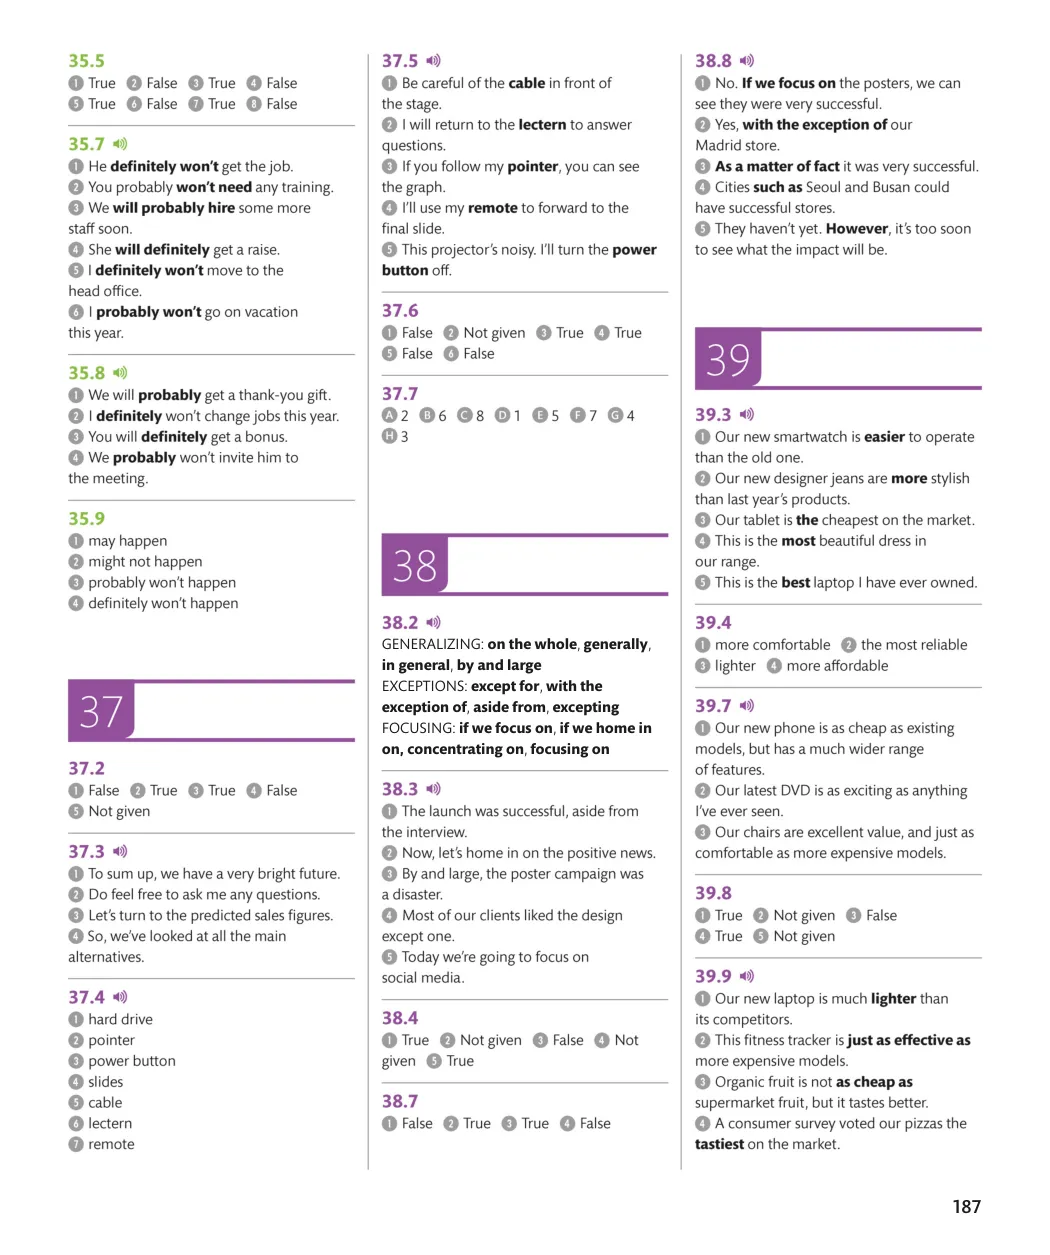 35.5
1 True 2 False 3 True 4 False
5 True 6 False 7 True 8 False
35.7
1 He definitely won't get the job.
2 You probably won't need any training.
3 We will probably hire some more
staff soon.
4 She will definitely get a raise.
5 I definitely won't move to the
head office.
6 I probably won't go on vacation
this year.
35.8
1 We will probably get a thank-you gift.
2 I definitely won't change jobs this year.
3 You will definitely get a bonus.
4 We probably won't invite him to
the meeting.
35.9
1 may happen
2 might not happen
3 probably won't happen
4 definitely won't happen
37
37.2
1 False 2 True 3 True 4 False
5 Not given
37.3
1 To sum up, we have a very bright future.
2 Do feel free to ask me any questions.
3 Let's turn to the predicted sales figures.
4 So, we've looked at all the main
alternatives.
37.4
1 hard drive
2 pointer
3 power button
4 slides
5 cable
6 lectern
7 remote
37.5
1 Be careful of the cable in front of
the stage.
2 I will return to the lectern to answer
questions.
3 If you follow my pointer, you can see
the graph.
4 I'll use my remote to forward to the
final slide.
5 This projector's noisy. I'll turn the power
button off.
37.6
1 False 2 Not given 3 True 4 True
5 False 6 False
37.7
A 2 B 6 C 8 D 1 E 5 F 7 G 4
H 3
38
38.2
GENERALIZING: on the whole, generally,
in general, by and large
EXCEPTIONS: except for, with the
exception of, aside from, excepting
FOCUSING: if we focus on, if we home in
on, concentrating on, focusing on
38.3
1 The launch was successful, aside from
the interview.
2 Now, let's home in on the positive news.
3 By and large, the poster campaign was
a disaster.
4 Most of our clients liked the design
except one.
5 Today we're going to focus on
social media.
38.4
1 True 2 Not given 3 False 4 Not
given 5 True
38.7
1 False 2 True 3 True 4 False
38.8
1 No. If we focus on the posters, we can
see they were very successful.
2 Yes, with the exception of our
Madrid store.
3 As a matter of fact it was very successful.
4 Cities such as Seoul and Busan could
have successful stores.
5 They haven't yet. However, it's too soon
to see what the impact will be.
39
39.3
1 Our new smartwatch is easier to operate
than the old one.
2 Our new designer jeans are more stylish
than last year's products.
3 Our tablet is the cheapest on the market.
4 This is the most beautiful dress in
our range.
5 This is the best laptop I have ever owned.
39.4
1 more comfortable 2 the most reliable
3 lighter 4 more affordable
39.7
1 Our new phone is as cheap as existing
models, but has a much wider range
of features.
2 Our latest DVD is as exciting as anything
I've ever seen.
3 Our chairs are excellent value, and just as
comfortable as more expensive models.
39.8
1 True 2 Not given 3 False
4 True 5 Not given
39.9
1 Our new laptop is much lighter than
its competitors.
2 This fitness tracker is just as effective as
more expensive models.
3 Organic fruit is not as cheap as
supermarket fruit, but it tastes better.
4 A consumer survey voted our pizzas the
tastiest on the market.
187